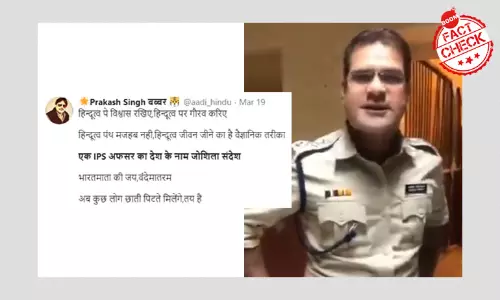 BOOM
FACT
CHECK
Prakash Singh बब्बर @aadi_hindu · Mar 19
हिन्दुत्व पे विश्वास रखिए,हिन्दुत्व पर गौरव करिए
हिन्दुत्व पंथ मजहब नही,हिन्दुत्व जीवन जीने का है वैज्ञानिक तरीका
एक IPS अफसर का देश के नाम जोशिला संदेश
भारतमाता की जय,वंदेमातरम
अब कुछ लोग छाती पिटते मिलेंगे,तय है